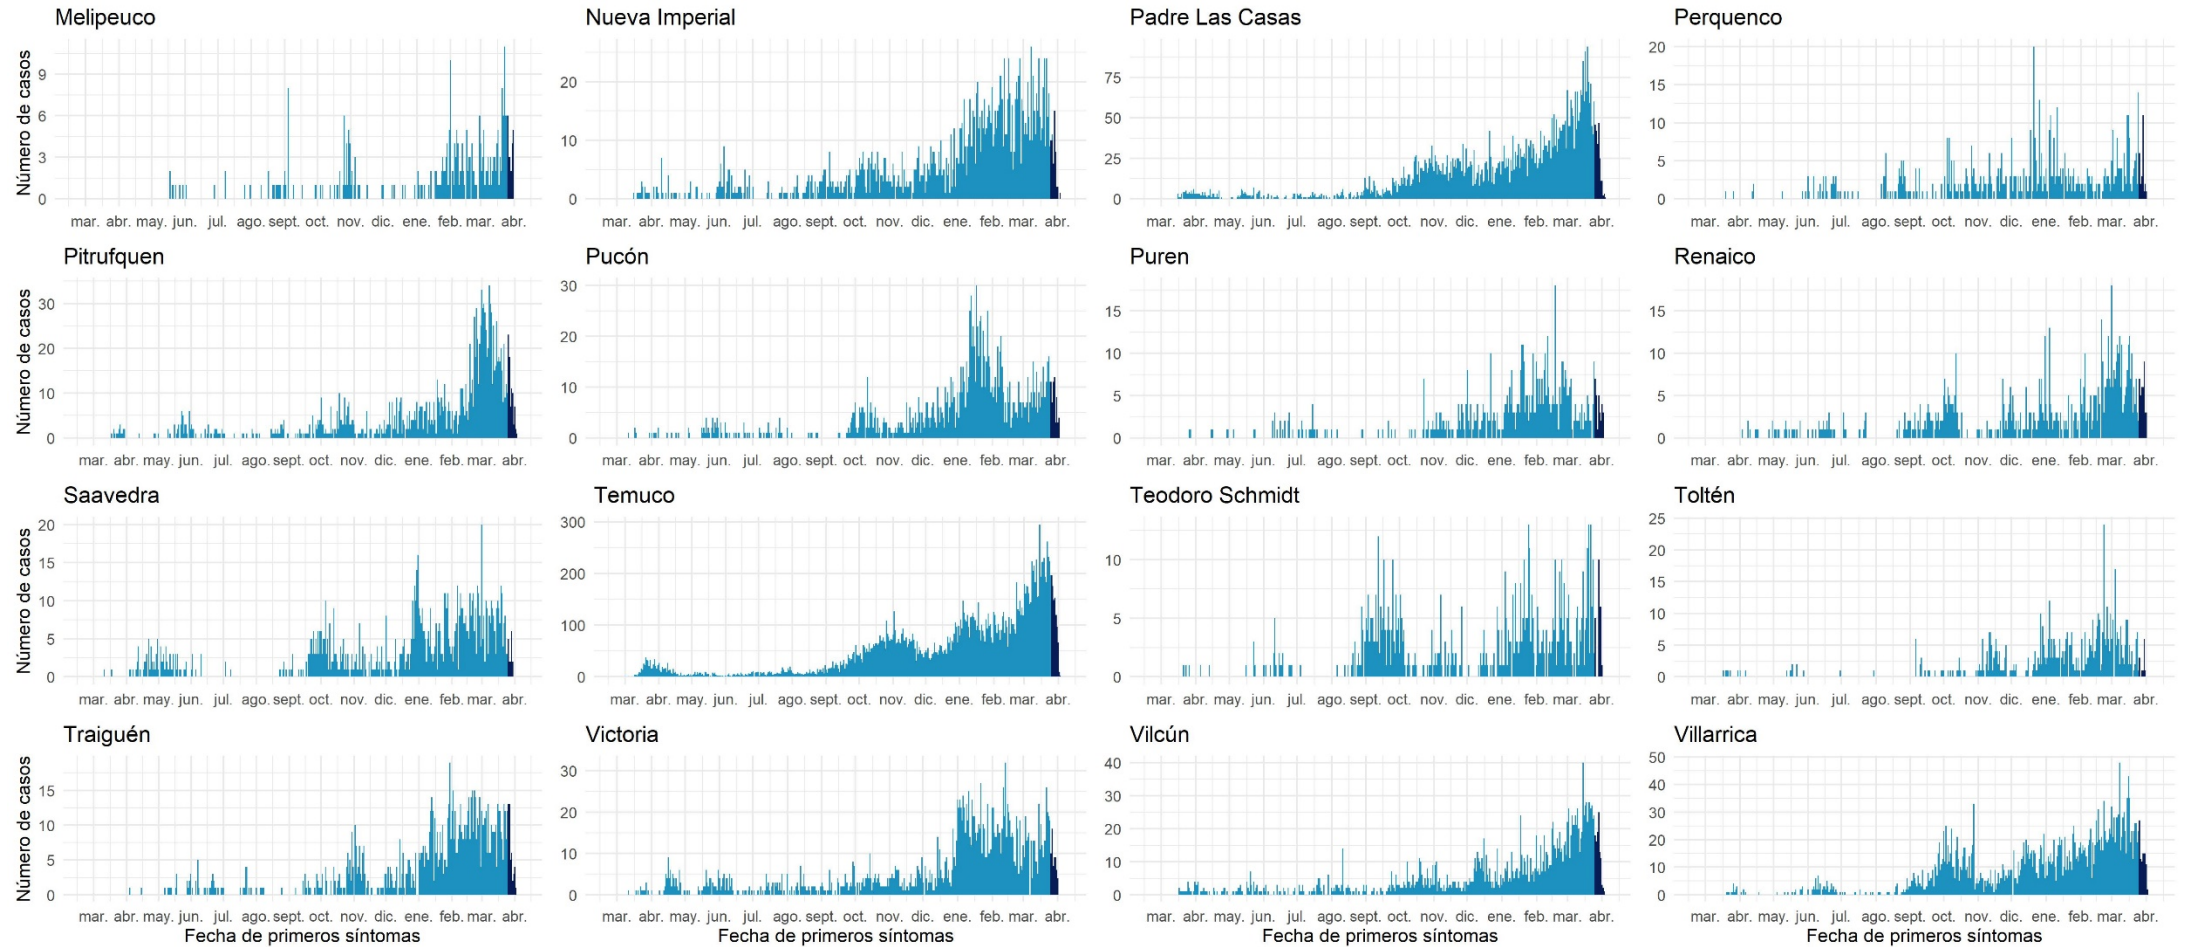 Melipeuco
Nueva Imperial
Padre Las Casas
Perquenco
Número de casos
9
6
3
0
20
10
0
75
50
25
0
20
15
10
5
0
mar. abr. may. jun. jul. ago. sept. oct. nov. dic. ene. feb. mar. abr.
mar. abr. may. jun. jul. ago. sept. oct. nov. dic. ene. feb. mar. abr.
mar. abr. may. jun. jul. ago. sept. oct. nov. dic. ene. feb. mar. abr.
mar. abr. may. jun. jul. ago. sept. oct. nov. dic. ene. feb. mar. abr.
Pitrufquen
Pucón
Puren
Renaico
Número de casos
30
20
10
0
30
20
10
0
15
10
5
0
15
10
5
0
mar. abr. may. jun. jul. ago. sept. oct. nov. dic. ene. feb. mar. abr.
mar. abr. may. jun. jul. ago. sept. oct. nov. dic. ene. feb. mar. abr.
mar. abr. may. jun. jul. ago. sept. oct. nov. dic. ene. feb. mar. abr.
mar. abr. may. jun. jul. ago. sept. oct. nov. dic. ene. feb. mar. abr.
Saavedra
Temuco
Teodoro Schmidt
Toltén
Número de casos
20
15
10
5
0
300
200
100
0
10
5
0
25
20
15
10
5
0
mar. abr. may. jun. jul. ago. sept. oct. nov. dic. ene. feb. mar. abr.
mar. abr. may. jun. jul. ago. sept. oct. nov. dic. ene. feb. mar. abr.
mar. abr. may. jun. jul. ago. sept. oct. nov. dic. ene. feb. mar. abr.
mar. abr. may. jun. jul. ago. sept. oct. nov. dic. ene. feb. mar. abr.
Traiguén
Victoria
Vilcún
Villarrica
Número de casos
15
10
5
0
30
20
10
0
40
30
20
10
0
50
40
30
20
10
0
mar. abr. may. jun. jul. ago. sept. oct. nov. dic. ene. feb. mar. abr.
mar. abr. may. jun. jul. ago. sept. oct. nov. dic. ene. feb. mar. abr.
mar. abr. may. jun. jul. ago. sept. oct. nov. dic. ene. feb. mar. abr.
mar. abr. may. jun. jul. ago. sept. oct. nov. dic. ene. feb. mar. abr.
Fecha de primeros síntomas
Fecha de primeros síntomas
Fecha de primeros síntomas
Fecha de primeros síntomas